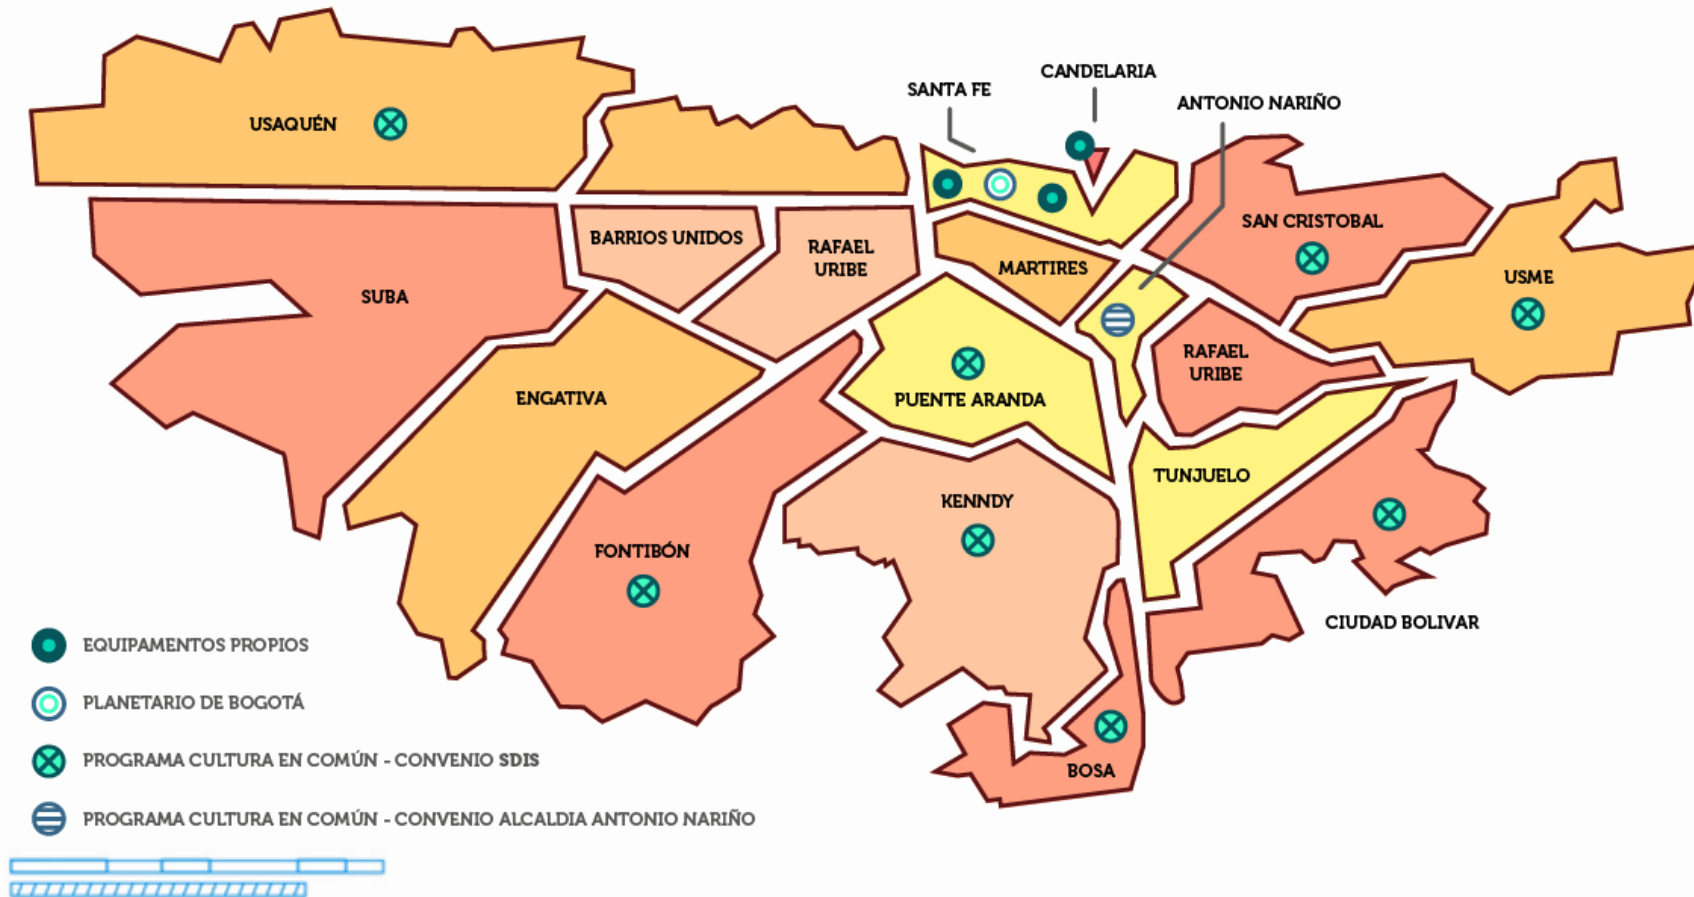 CANDELARIA
SANTA FE
ANTONIO NARIÑO
USAQUÉN
SAN CRISTOBAL
BARRIOS UNIDOS
RAFAEL
URIBE
MARTIRES
USME
SUBA
RAFAEL
URIBE
ENGATIVA
PUENTE ARANDA
TUNJUELO
KENNDY
FONTIBÓN
CIUDAD BOLIVAR
BOSA
EQUIPAMENTOS PROPIOS
PLANETARIO DE BOGOTÁ
PROGRAMA CULTURA EN COMÚN - CONVENIO SDIS
PROGRAMA CULTURA EN COMÚN - CONVENIO ALCALDIA ANTONIO NARIÑO